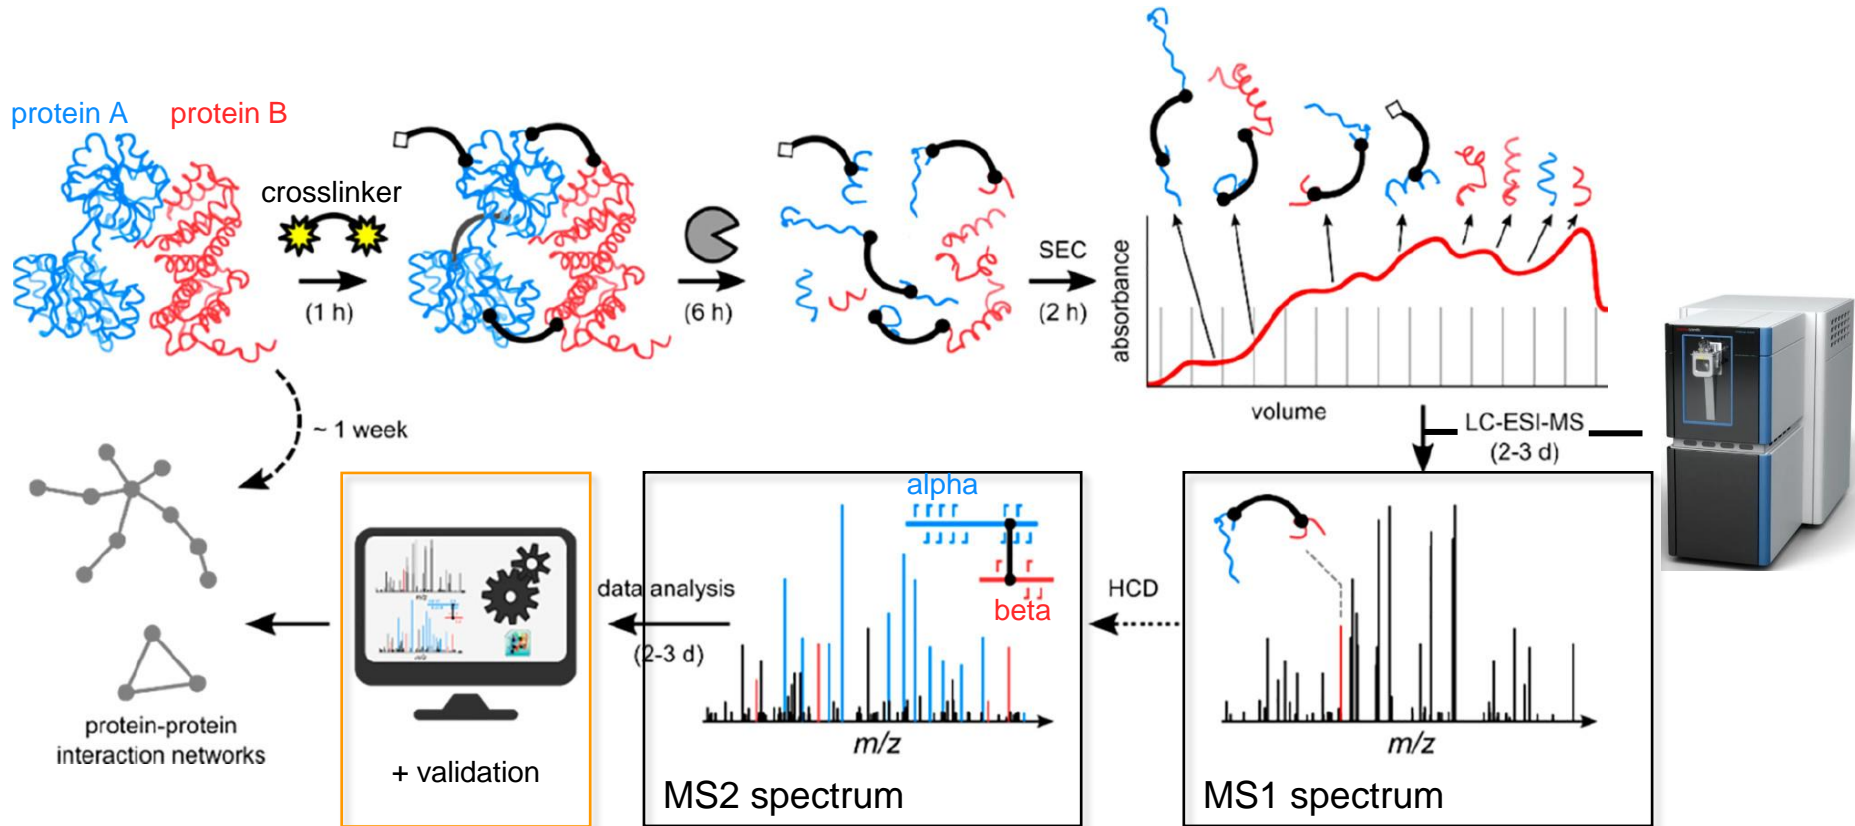 protein A
protein B
crosslinker
(1 h)
(6 h)
SEC
(2 h)
absorbance
volume
LC-ESI-MS
(2-3 d)
~ 1 week
protein-protein
interaction networks
m/z
m/z
+ validation
data analysis
(2-3 d)
alpha
beta
m/z
MS2 spectrum
HCD
m/z
MS1 spectrum